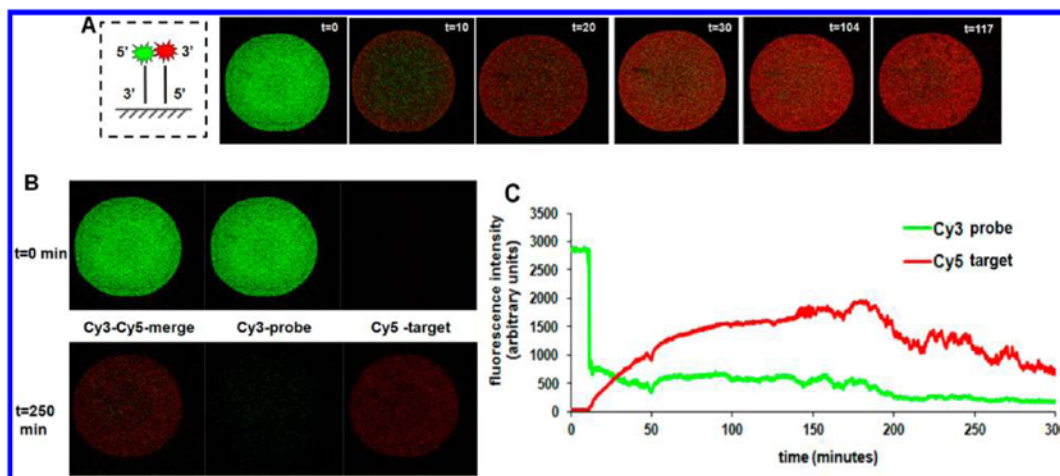 A
5' 3'
3' 5'
t=0
t=10
t=20
t=30
t=104
t=117
B
t=0 min
Cy3-Cy5-merge Cy3-probe Cy5 -target
t=250
min
C
fluorescence intensity
(arbitrary units)
3500
3000
2500
2000
1500
1000
500
0
0 50 100 150 200 250 30
time (minutes)
Cy3 probe
Cy5 target